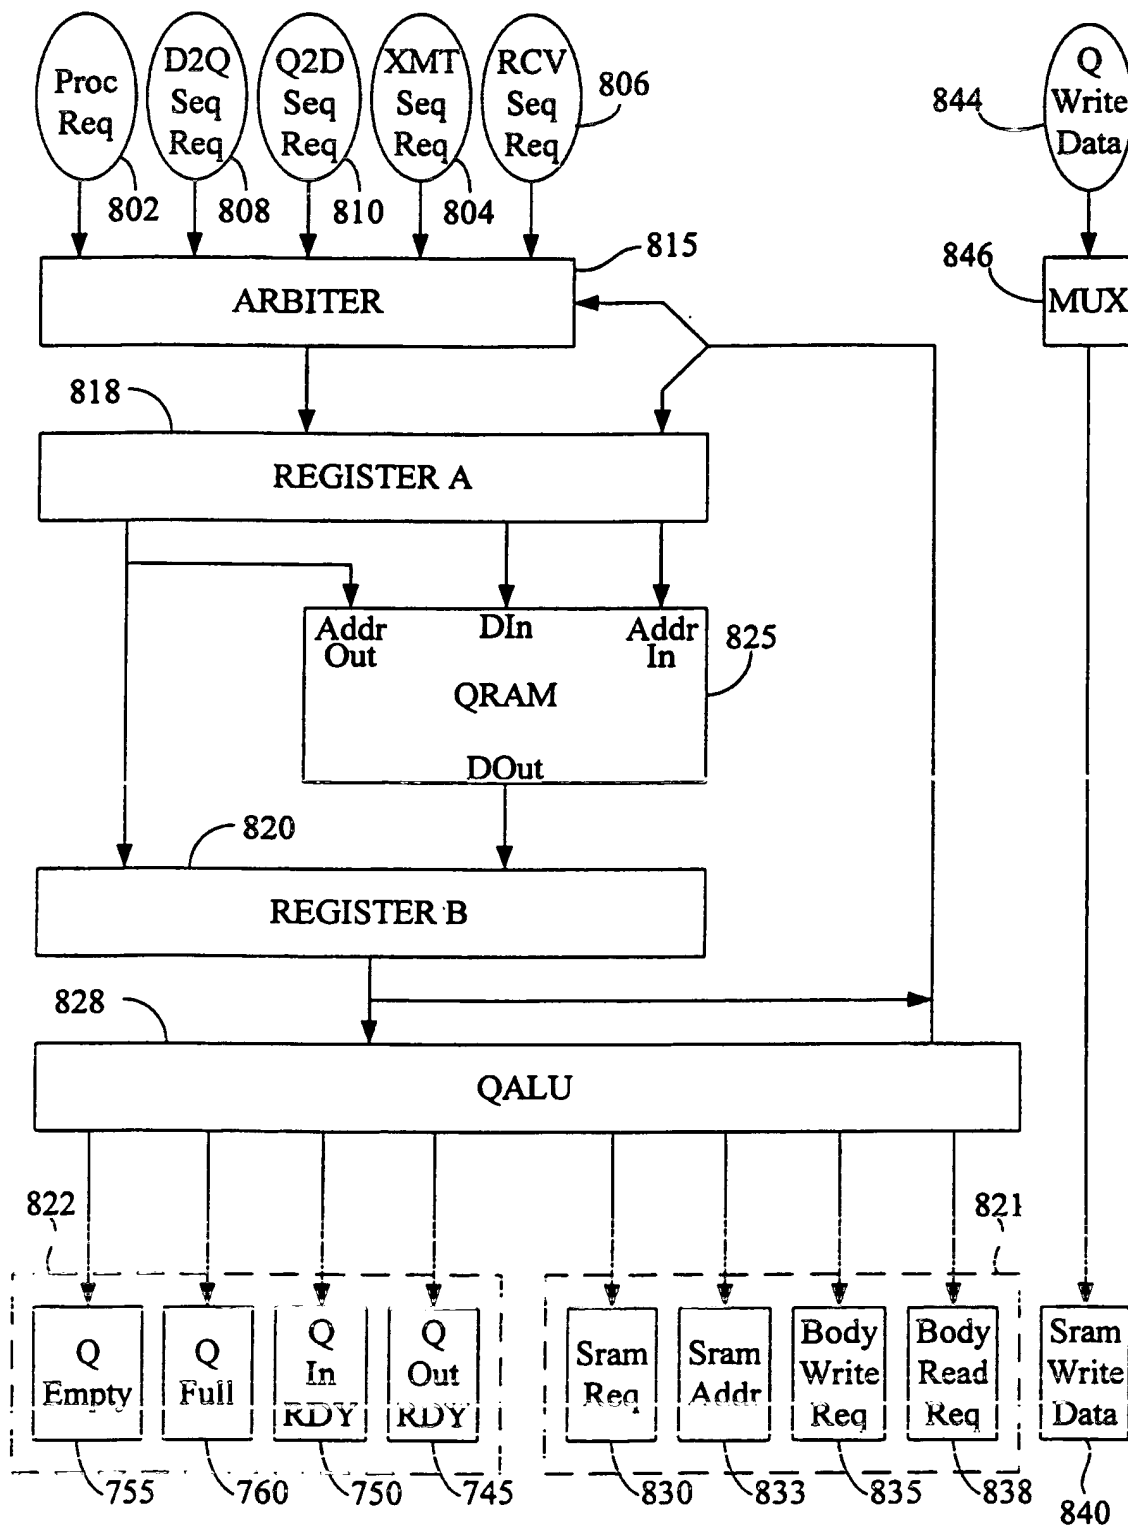 Proc
Req
D2Q
Seq
Req
Q2D
Seq
Req
XMT
Seq
Req
RCV
Seq
Req
806
802
808
810
804
844
Q
Write
Data
815
ARBITER
846
MUX
818
REGISTER A
Addr
Out
DIn
Addr
In
825
QRAM
DOut
820
REGISTER B
828
QALU
822
821
Q
Empty
Q
Full
Q
In
RDY
Q
Out
RDY
Sram
Req
Sram
Addr
Body
Write
Req
Body
Read
Req
Sram
Write
Data
755
760
750
745
830
833
835
838
840